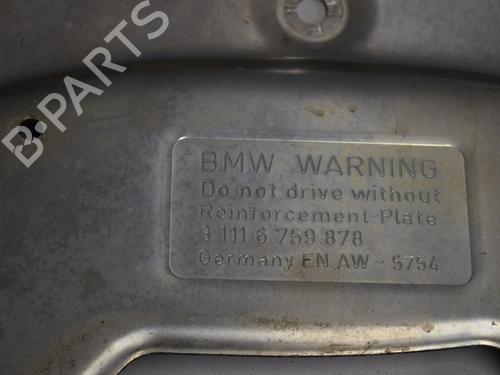 B-PARTS
BMW WARNING
Do not drive without
Reinforcement-Plate
3 111 6 759 878
Germany EN AW - 5754